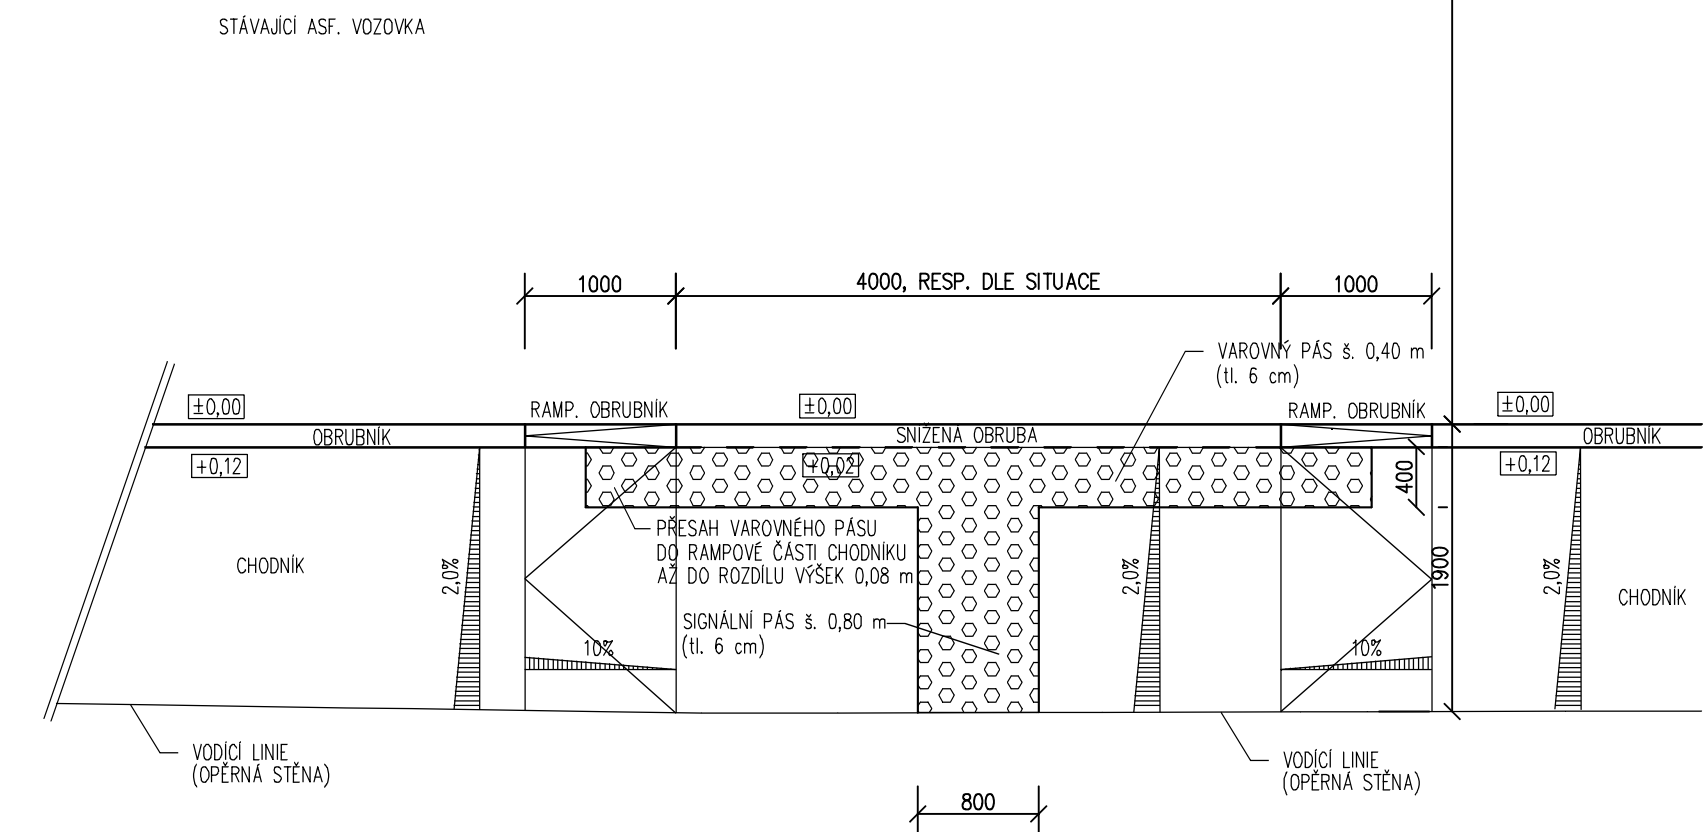 STÁVAJÍCÍ ASF. VOZOVKA
1000
4000, RESP. DLE SITUACE
1000
VAROVNÝ PÁS š. 0,40 m
(tl. 6 cm)
±0,00
RAMP. OBRUBNÍK
±0,00
RAMP. OBRUBNÍK
±0,00
OBRUBNÍK
SNÍŽENÁ OBRUBA
OBRUBNÍK
+0,12
+0,02
400
+0,12
PŘESAH VAROVNÉHO PÁSU
DO RAMPOVÉ ČÁSTI CHODNÍKU
AŽ DO ROZDÍLU VÝŠEK 0,08 m
CHODNÍK
2,0%
2,0%
1900
2,0%
CHODNÍK
SIGNÁLNÍ PÁS š. 0,80 m
(tl. 6 cm)
10%
10%
VODÍCÍ LINIE
(OPĚRNÁ STĚNA)
VODÍCÍ LINIE
(OPĚRNÁ STĚNA)
800